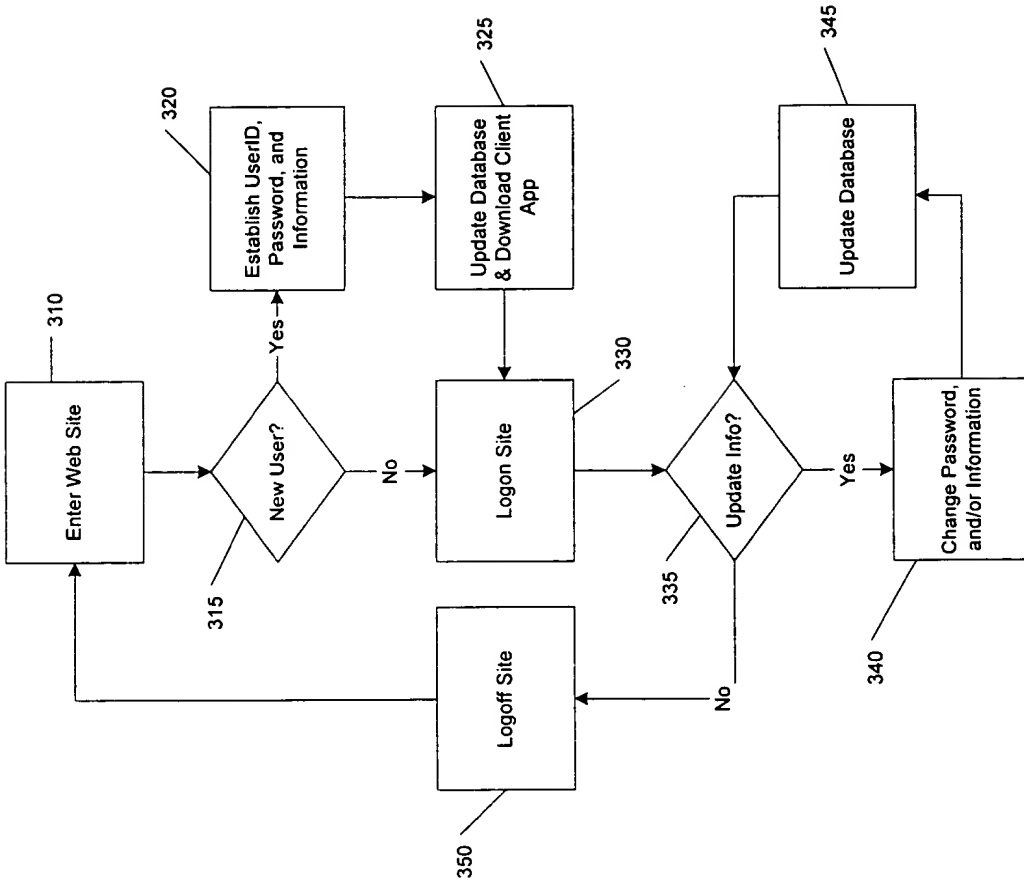 310
Enter Web Site
315
New User?
Yes
No
320
Establish UserID,
Password, and
Information
325
Update Database
& Download Client
App
330
Logon Site
335
Update Info?
Yes
No
340
Change Password,
and/or Information
345
Update Database
350
Logoff Site